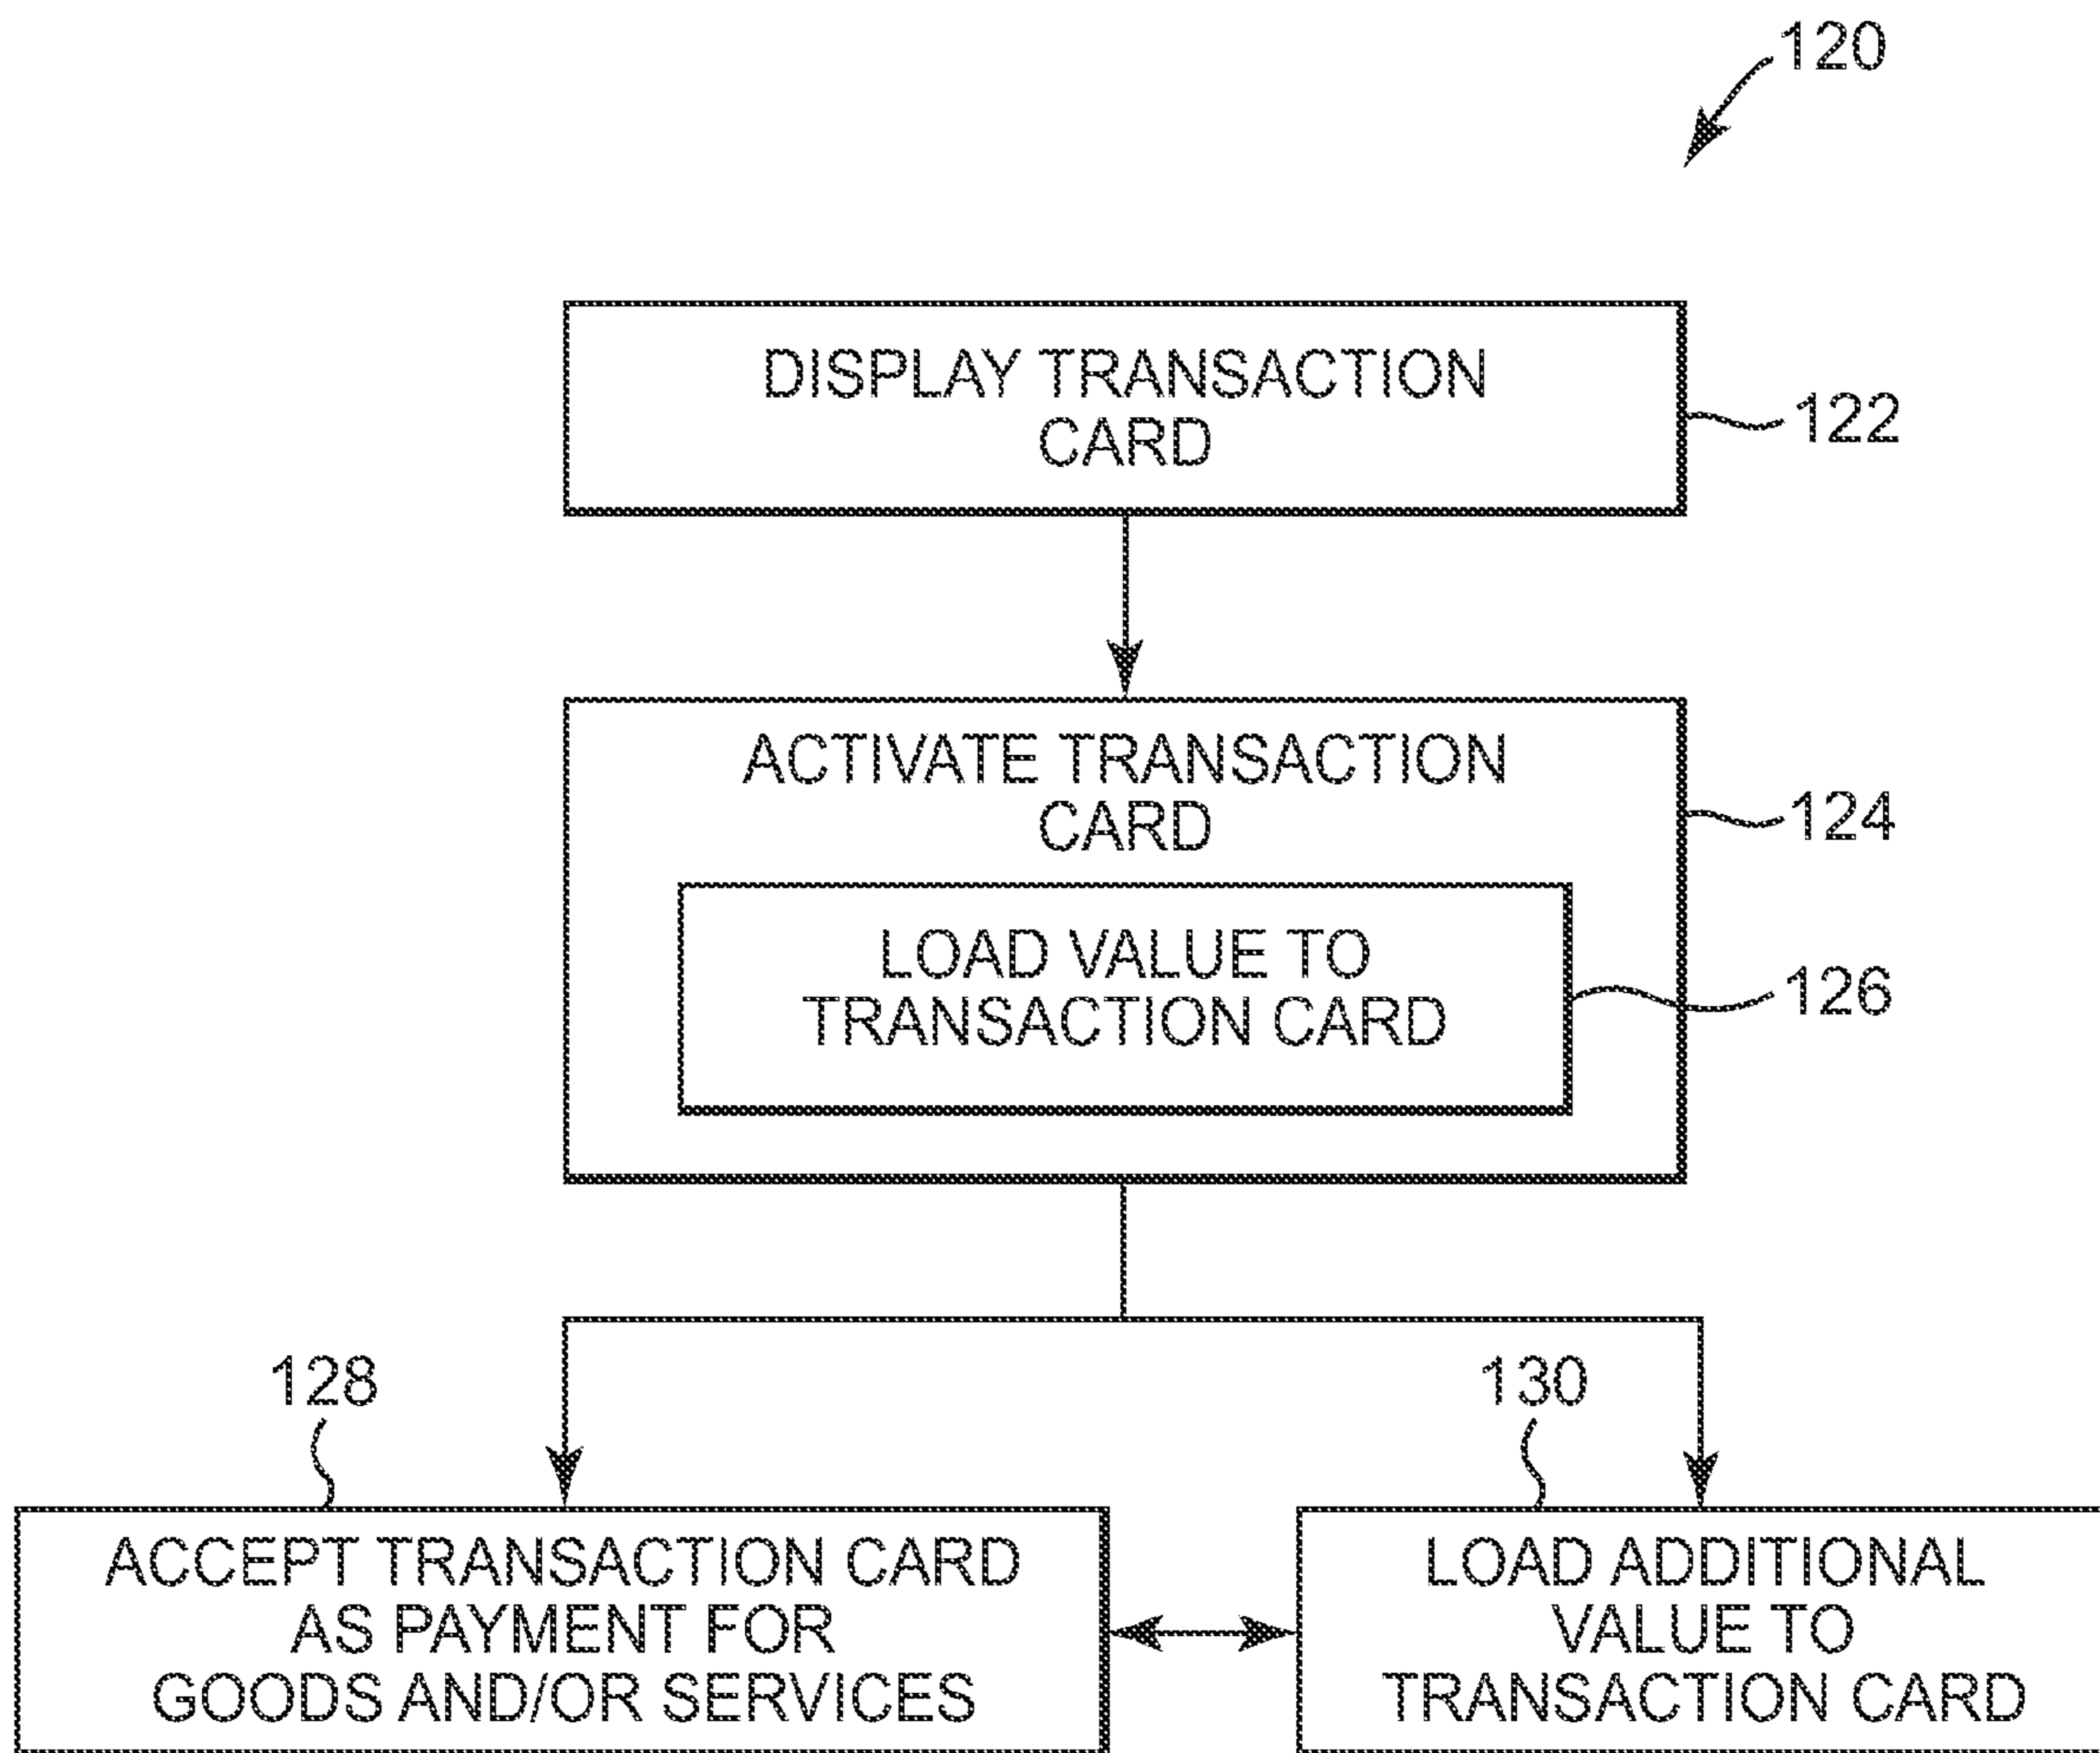 120
DISPLAY TRANSACTION
CARD
122
ACTIVATE TRANSACTION
CARD
124
LOAD VALUE TO
TRANSACTION CARD
126
128
130
ACCEPT TRANSACTION CARD
AS PAYMENT FOR
GOODS AND/OR SERVICES
LOAD ADDITIONAL
VALUE TO
TRANSACTION CARD